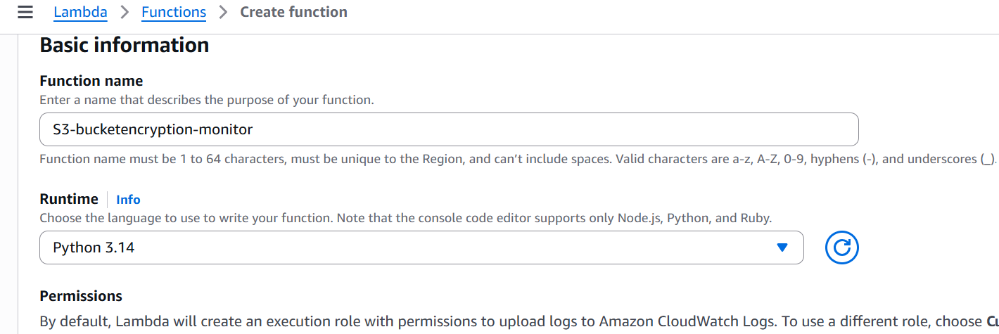 Lambda > Functions > Create function
Basic information
Function name
Enter a name that describes the purpose of your function.
S3-bucketencryption-monitor
Function name must be 1 to 64 characters, must be unique to the Region, and can’t include spaces. Valid characters are a-z, A-Z, 0-9, hyphens (-), and underscores (_).
Runtime Info
Choose the language to use to write your function. Note that the console code editor supports only Node.js, Python, and Ruby.
Python 3.14
Permissions
By default, Lambda will create an execution role with permissions to upload logs to Amazon CloudWatch Logs. To use a different role, choose